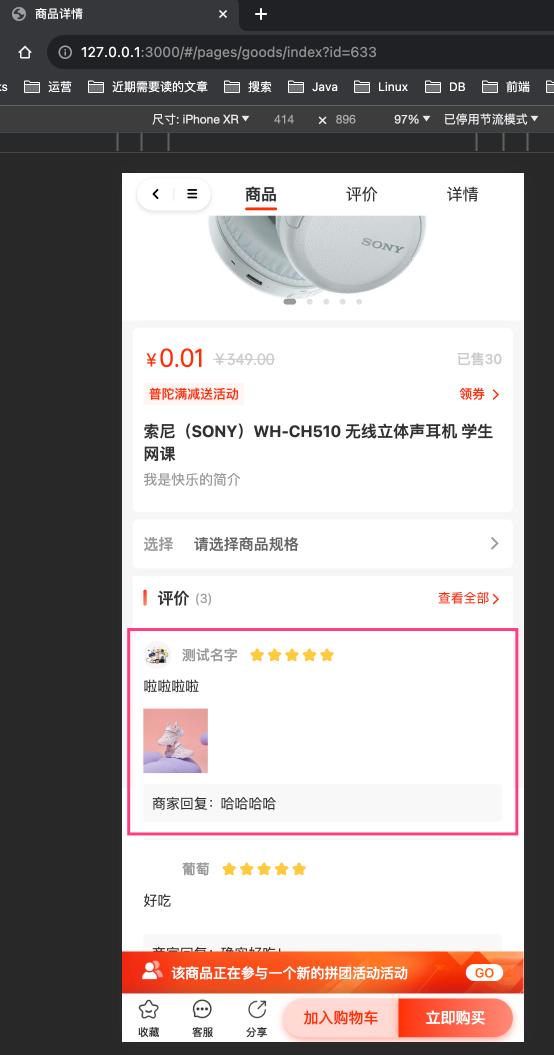 商品详情
127.0.0.1:3000/#/pages/goods/index?id=633
ks 运营 近期需要读的文章 搜索 Java Linux DB 前端
尺寸: iPhone XR 414 × 896 97% 已停用节流模式
商品 评价 详情
SONY
¥0.01 ¥349.00 已售30
普陀满减送活动 领券
索尼（SONY）WH-CH510 无线立体声耳机 学生
网课
我是快乐的简介
选择 请选择商品规格
评价 (3) 查看全部
测试名字
啦啦啦啦
商家回复：哈哈哈哈
葡萄
好吃
商家回复：确实好吃！
该商品正在参与一个新的拼团活动活动 GO
收藏 客服 分享 加入购物车 立即购买